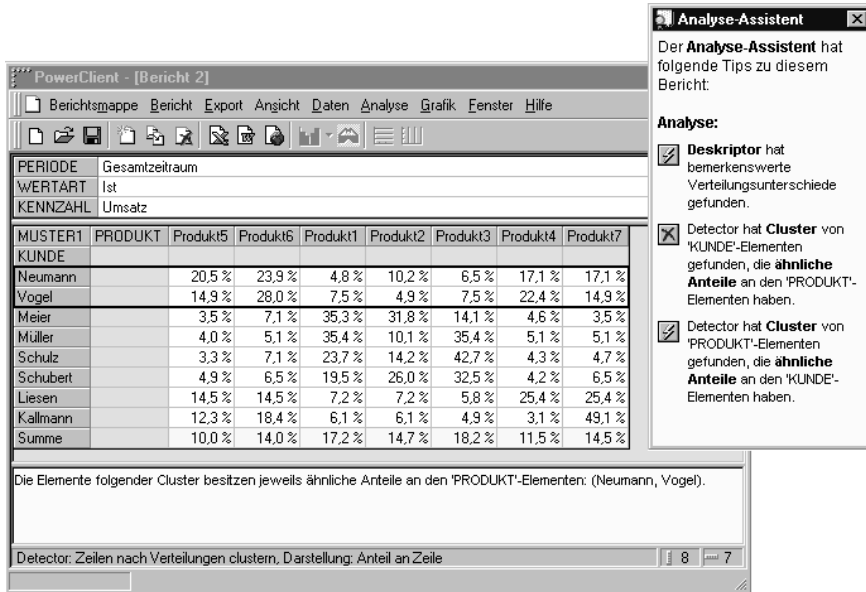 PowerClient - [Bericht 2]
Berichtsmappe Bericht Export Ansicht Daten Analyse Grafik Fenster Hilfe
PERIODE Gesamtzeitraum
WERTART Ist
KENNZAHL Umsatz
MUSTER1 PRODUKT Produkt5 Produkt6 Produkt1 Produkt2 Produkt3 Produkt4 Produkt7
KUNDE
Neumann 20,5 % 23,9 % 4,8 % 10,2 % 6,5 % 17,1 % 17,1 %
Vogel 14,9 % 28,0 % 7,5 % 4,9 % 7,5 % 22,4 % 14,9 %
Meier 3,5 % 7,1 % 35,3 % 31,8 % 14,1 % 4,6 % 3,5 %
Müller 4,0 % 5,1 % 35,4 % 10,1 % 35,4 % 5,1 % 5,1 %
Schulz 3,3 % 7,1 % 23,7 % 14,2 % 42,7 % 4,3 % 4,7 %
Schubert 4,9 % 6,5 % 19,5 % 26,0 % 32,5 % 4,2 % 6,5 %
Liesen 14,5 % 14,5 % 7,2 % 7,2 % 5,8 % 25,4 % 25,4 %
Kallmann 12,3 % 18,4 % 6,1 % 6,1 % 4,9 % 3,1 % 49,1 %
Summe 10,0 % 14,0 % 17,2 % 14,7 % 18,2 % 11,5 % 14,5 %
Die Elemente folgender Cluster besitzen jeweils ähnliche Anteile an den 'PRODUKT'-Elementen: (Neumann, Vogel).
Detector: Zeilen nach Verteilungen clustern, Darstellung: Anteil an Zeile 8 7
Analyse-Assistent
Der Analyse-Assistent hat
folgende Tips zu diesem
Bericht:
Analyse:
Deskriptor hat
bemerkenswerte
Verteilungsunterschiede
gefunden.
Detector hat Cluster von
'KUNDE'-Elementen
gefunden, die ähnliche
Anteile an den 'PRODUKT'-
Elementen haben.
Detector hat Cluster von
'PRODUKT'-Elementen
gefunden, die ähnliche
Anteile an den 'KUNDE'-
Elementen haben.